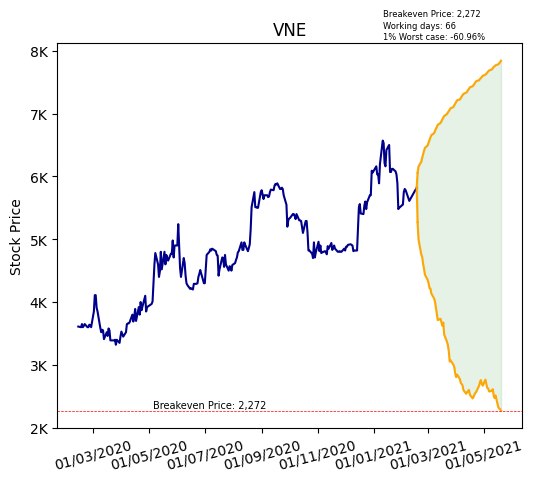 Breakeven Price: 2,272
Working days: 66
1% Worst case: -60.96%
VNE
8K
7K
6K
5K
4K
3K
2K
Stock Price
Breakeven Price: 2,272
01/03/2020 01/05/2020 01/07/2020 01/09/2020 01/11/2020 01/01/2021 01/03/2021 01/05/2021